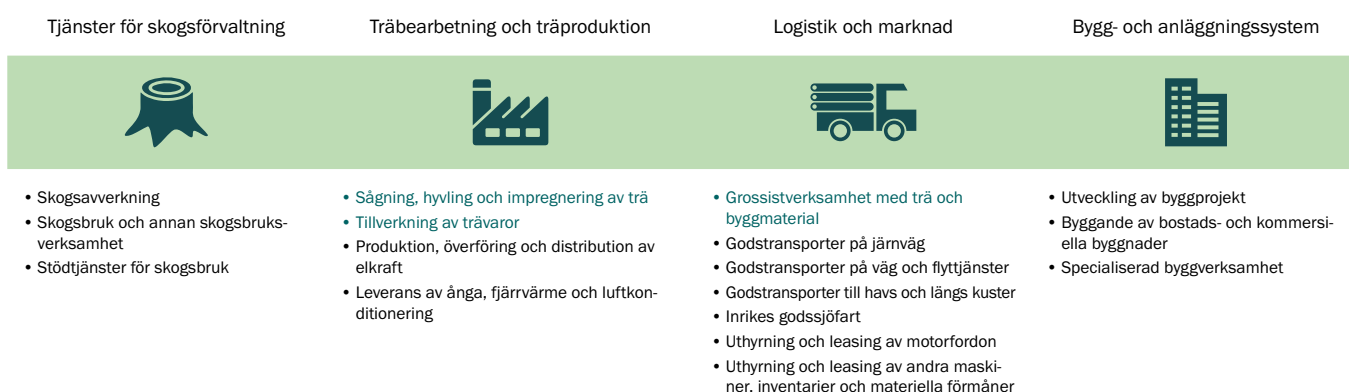 Tjänster för skogsförvaltning
• Skogsavverkning
• Skogsbruk och annan skogsbruks-
verksamhet
• Stödtjänster för skogsbruk
Träbearbetning och träproduktion
• Sågning, hyvling och impregnering av trä
• Tillverkning av trävaror
• Produktion, överföring och distribution av
elkraft
• Leverans av ånga, fjärrvärme och luftkon-
ditionering
Logistik och marknad
• Grossistverksamhet med trä och
byggmaterial
• Godstransporter på järnväg
• Godstransporter på väg och flyttjänster
• Godstransporter till havs och längs kuster
• Inrikes godssjöfart
• Uthyrning och leasing av motorfordon
• Uthyrning och leasing av andra maski-
ner, inventarier och materiella förmåner
Bygg- och anläggningssystem
• Utveckling av byggprojekt
• Byggande av bostads- och kommersi-
ella byggnader
• Specialiserad byggverksamhet